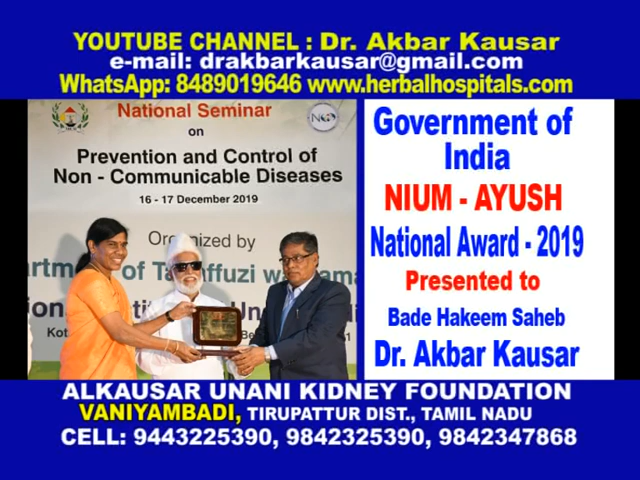 YOUTUBE CHANNEL : Dr. Akbar Kausar
e-mail: drakbarkausar@gmail.com
WhatsApp: 8489019646 www.herbalhospitals.com
National Seminar
on
Prevention and Control of
Non - Communicable Diseases
16 - 17 December 2019
Organized by
Government of
India
NIUM - AYUSH
National Award - 2019
Presented to
Bade Hakeem Saheb
Dr. Akbar Kausar
ALKAUSAR UNANI KIDNEY FOUNDATION
VANIYAMBADI, TIRUPATTUR DIST., TAMIL NADU
CELL: 9443225390, 9842325390, 9842347868